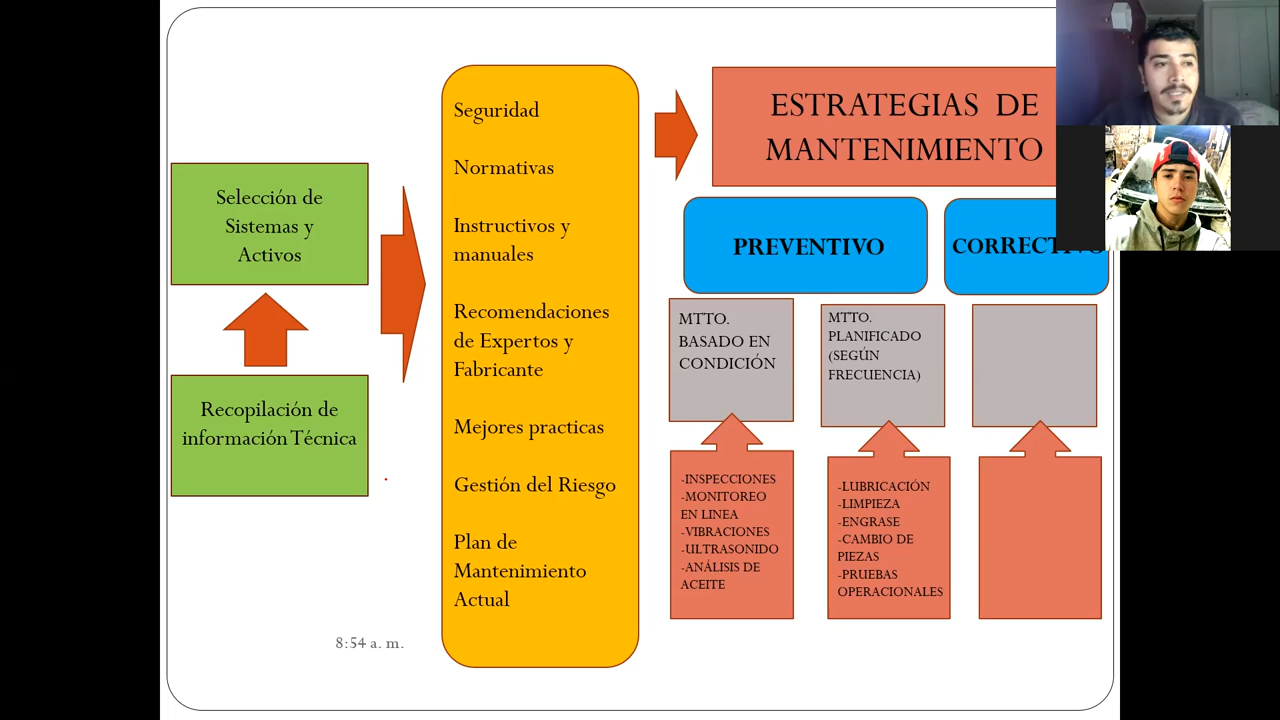 Selección de
Sistemas y
Activos
Recopilación de
información Técnica
8:54 a. m.
Seguridad
Normativas
Instructivos y
manuales
Recomendaciones
de Expertos y
Fabricante
Mejores practicas
Gestión del Riesgo
Plan de
Mantenimiento
Actual
ESTRATEGIAS DE
MANTENIMIENTO
PREVENTIVO
CORRECTIVO
MTTO.
BASADO EN
CONDICIÓN
MTTO.
PLANIFICADO
(SEGÚN
FRECUENCIA)
-INSPECCIONES
-MONITOREO
EN LINEA
-VIBRACIONES
-ULTRASONIDO
-ANÁLISIS DE
ACEITE
-LUBRICACIÓN
-LIMPIEZA
-ENGRASE
-CAMBIO DE
PIEZAS
-PRUEBAS
OPERACIONALES